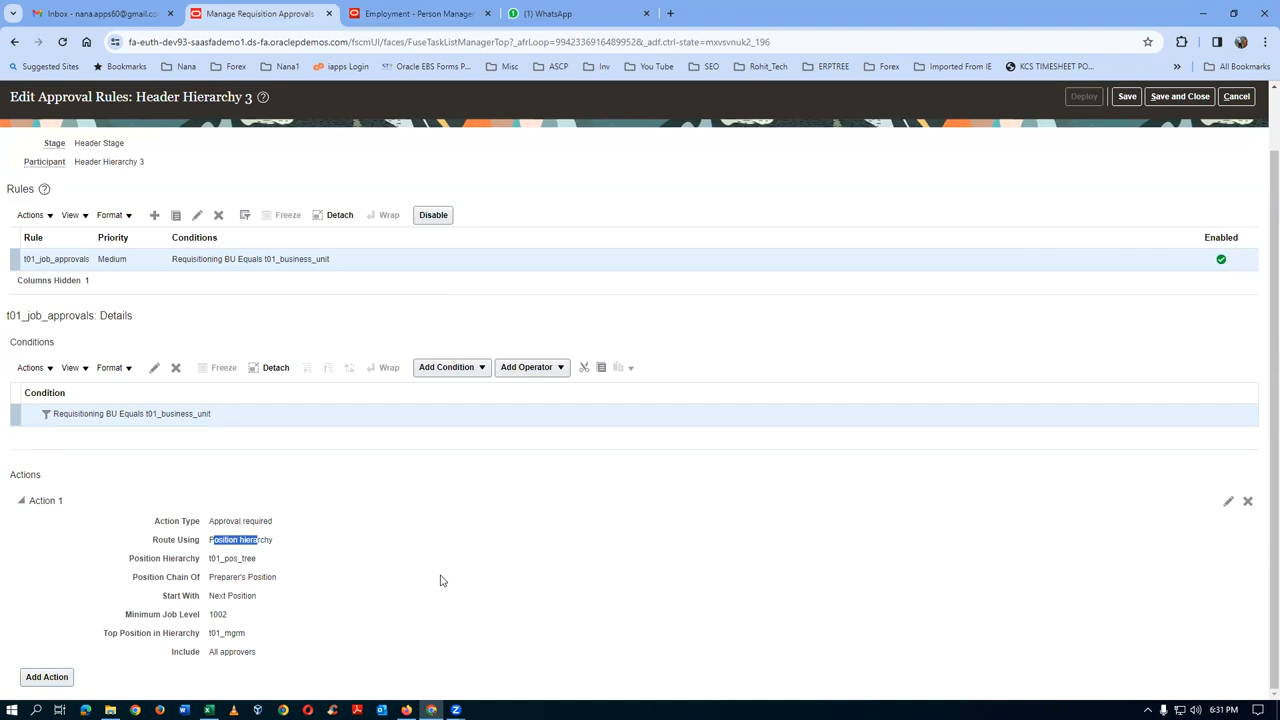 Inbox - nana.apps60@gmail.co
Manage Requisition Approvals
Employment - Person Manager
(1) WhatsApp
fa-euth-dev93-saasfademo1.ds-fa.oraclepdemos.com/fscmUI/faces/FuseTaskListManagerTop?_afrLoop=99423369164899952&_adf.ctrl-state=mxvsvnuk2_196
Suggested Sites
Bookmarks
Nana
Forex
Nana1
iapps Login
Oracle EBS Forms P...
Misc
ASCP
Inv
You Tube
SEO
Rohit_Tech
ERPTREE
Forex
Imported From IE
KCS TIMESHEET PO...
All Bookmarks
Edit Approval Rules: Header Hierarchy 3
Deploy
Save
Save and Close
Cancel
Stage Header Stage
Participant Header Hierarchy 3
Rules
Actions View Format Freeze Detach Wrap Disable
Rule Priority Conditions Enabled
t01_job_approvals Medium Requisitioning BU Equals t01_business_unit
Columns Hidden 1
t01_job_approvals: Details
Conditions
Actions View Format Freeze Detach Wrap Add Condition Add Operator
Condition
Requisitioning BU Equals t01_business_unit
Actions
Action 1
Action Type Approval required
Route Using Position hierarchy
Position Hierarchy t01_pos_tree
Position Chain Of Preparer's Position
Start With Next Position
Minimum Job Level 1002
Top Position in Hierarchy t01_mgrm
Include All approvers
Add Action
6:31 PM